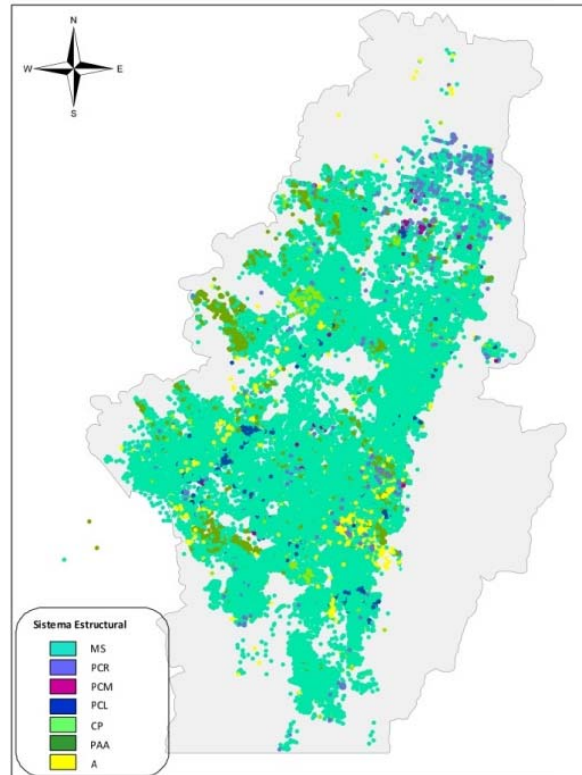 N
W E
S
Sistema Estructural
MS
PCR
PCM
PCL
CP
PAA
A